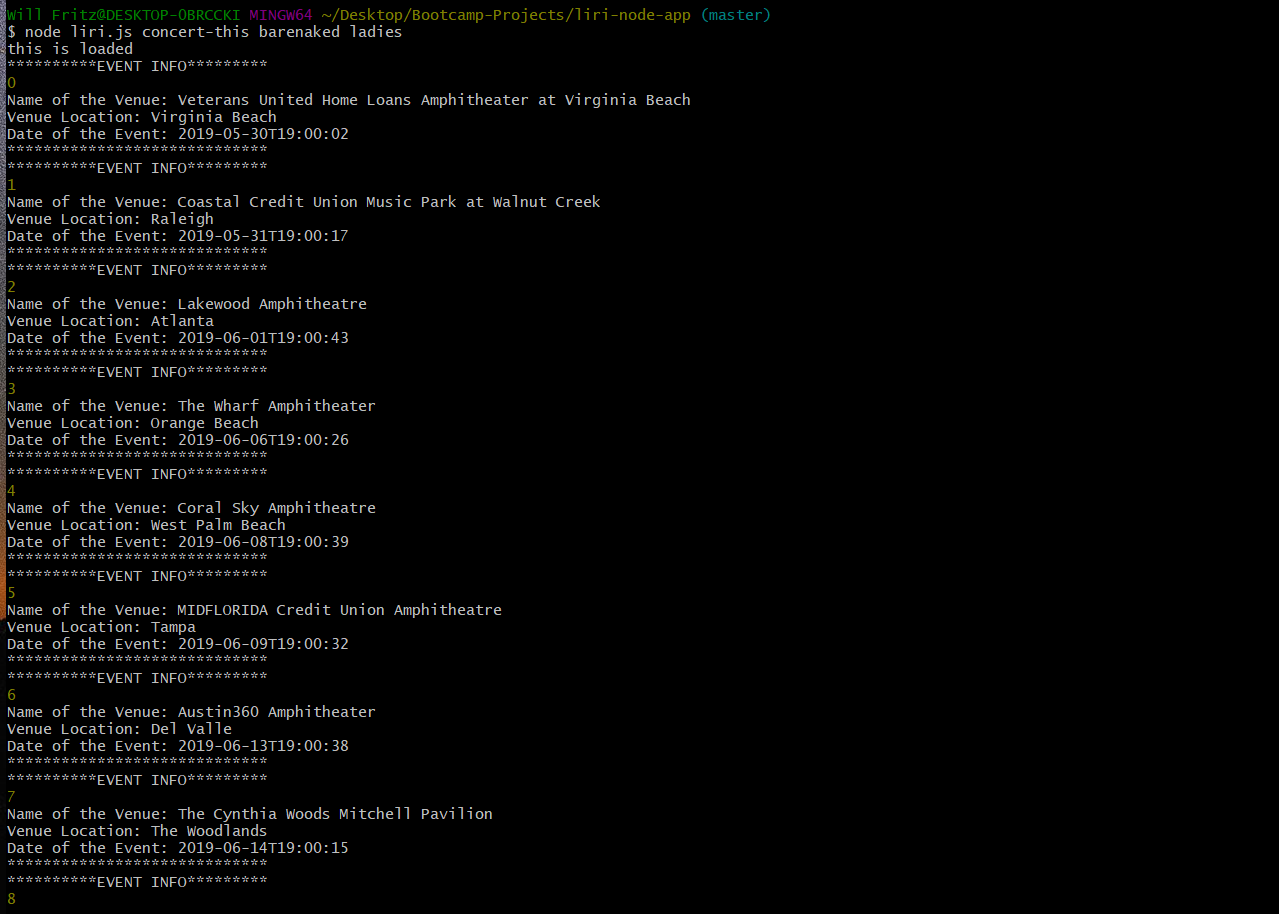 Will Fritz@DESKTOP-OBRCCKI MINGW64 ~/Desktop/Bootcamp-Projects/liri-node-app (master)
$ node liri.js concert-this barenaked ladies
this is loaded
**********EVENT INFO*********
0
Name of the Venue: Veterans United Home Loans Amphitheater at Virginia Beach
Venue Location: Virginia Beach
Date of the Event: 2019-05-30T19:00:02
*****************************
**********EVENT INFO*********
1
Name of the Venue: Coastal Credit Union Music Park at Walnut Creek
Venue Location: Raleigh
Date of the Event: 2019-05-31T19:00:17
*****************************
**********EVENT INFO*********
2
Name of the Venue: Lakewood Amphitheatre
Venue Location: Atlanta
Date of the Event: 2019-06-01T19:00:43
*****************************
**********EVENT INFO*********
3
Name of the Venue: The Wharf Amphitheater
Venue Location: Orange Beach
Date of the Event: 2019-06-06T19:00:26
*****************************
**********EVENT INFO*********
4
Name of the Venue: Coral Sky Amphitheatre
Venue Location: West Palm Beach
Date of the Event: 2019-06-08T19:00:39
*****************************
**********EVENT INFO*********
5
Name of the Venue: MIDFLORIDA Credit Union Amphitheatre
Venue Location: Tampa
Date of the Event: 2019-06-09T19:00:32
*****************************
**********EVENT INFO*********
6
Name of the Venue: Austin360 Amphitheater
Venue Location: Del Valle
Date of the Event: 2019-06-13T19:00:38
*****************************
**********EVENT INFO*********
7
Name of the Venue: The Cynthia Woods Mitchell Pavilion
Venue Location: The Woodlands
Date of the Event: 2019-06-14T19:00:15
*****************************
**********EVENT INFO*********
8